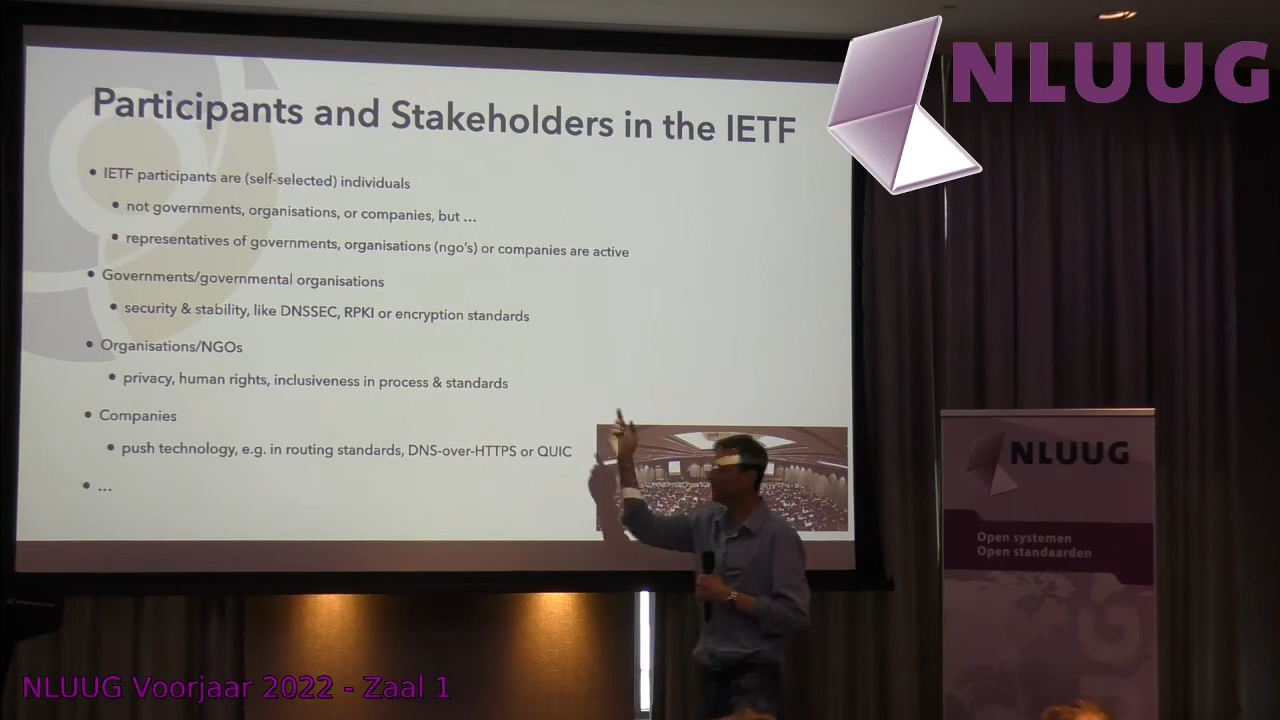 NLUUG
Participants and Stakeholders in the IETF
• IETF participants are (self-selected) individuals
• not governments, organisations, or companies, but ...
• representatives of governments, organisations (ngo's) or companies are active
• Governments/governmental organisations
• security & stability, like DNSSEC, RPKI or encryption standards
• Organisations/NGOs
• privacy, human rights, inclusiveness in process & standards
• Companies
• push technology, e.g. in routing standards, DNS-over-HTTPS or QUIC
• ...
NLUUG
Open systemen
Open standaarden
NLUUG Voorjaar 2022 - Zaal 1